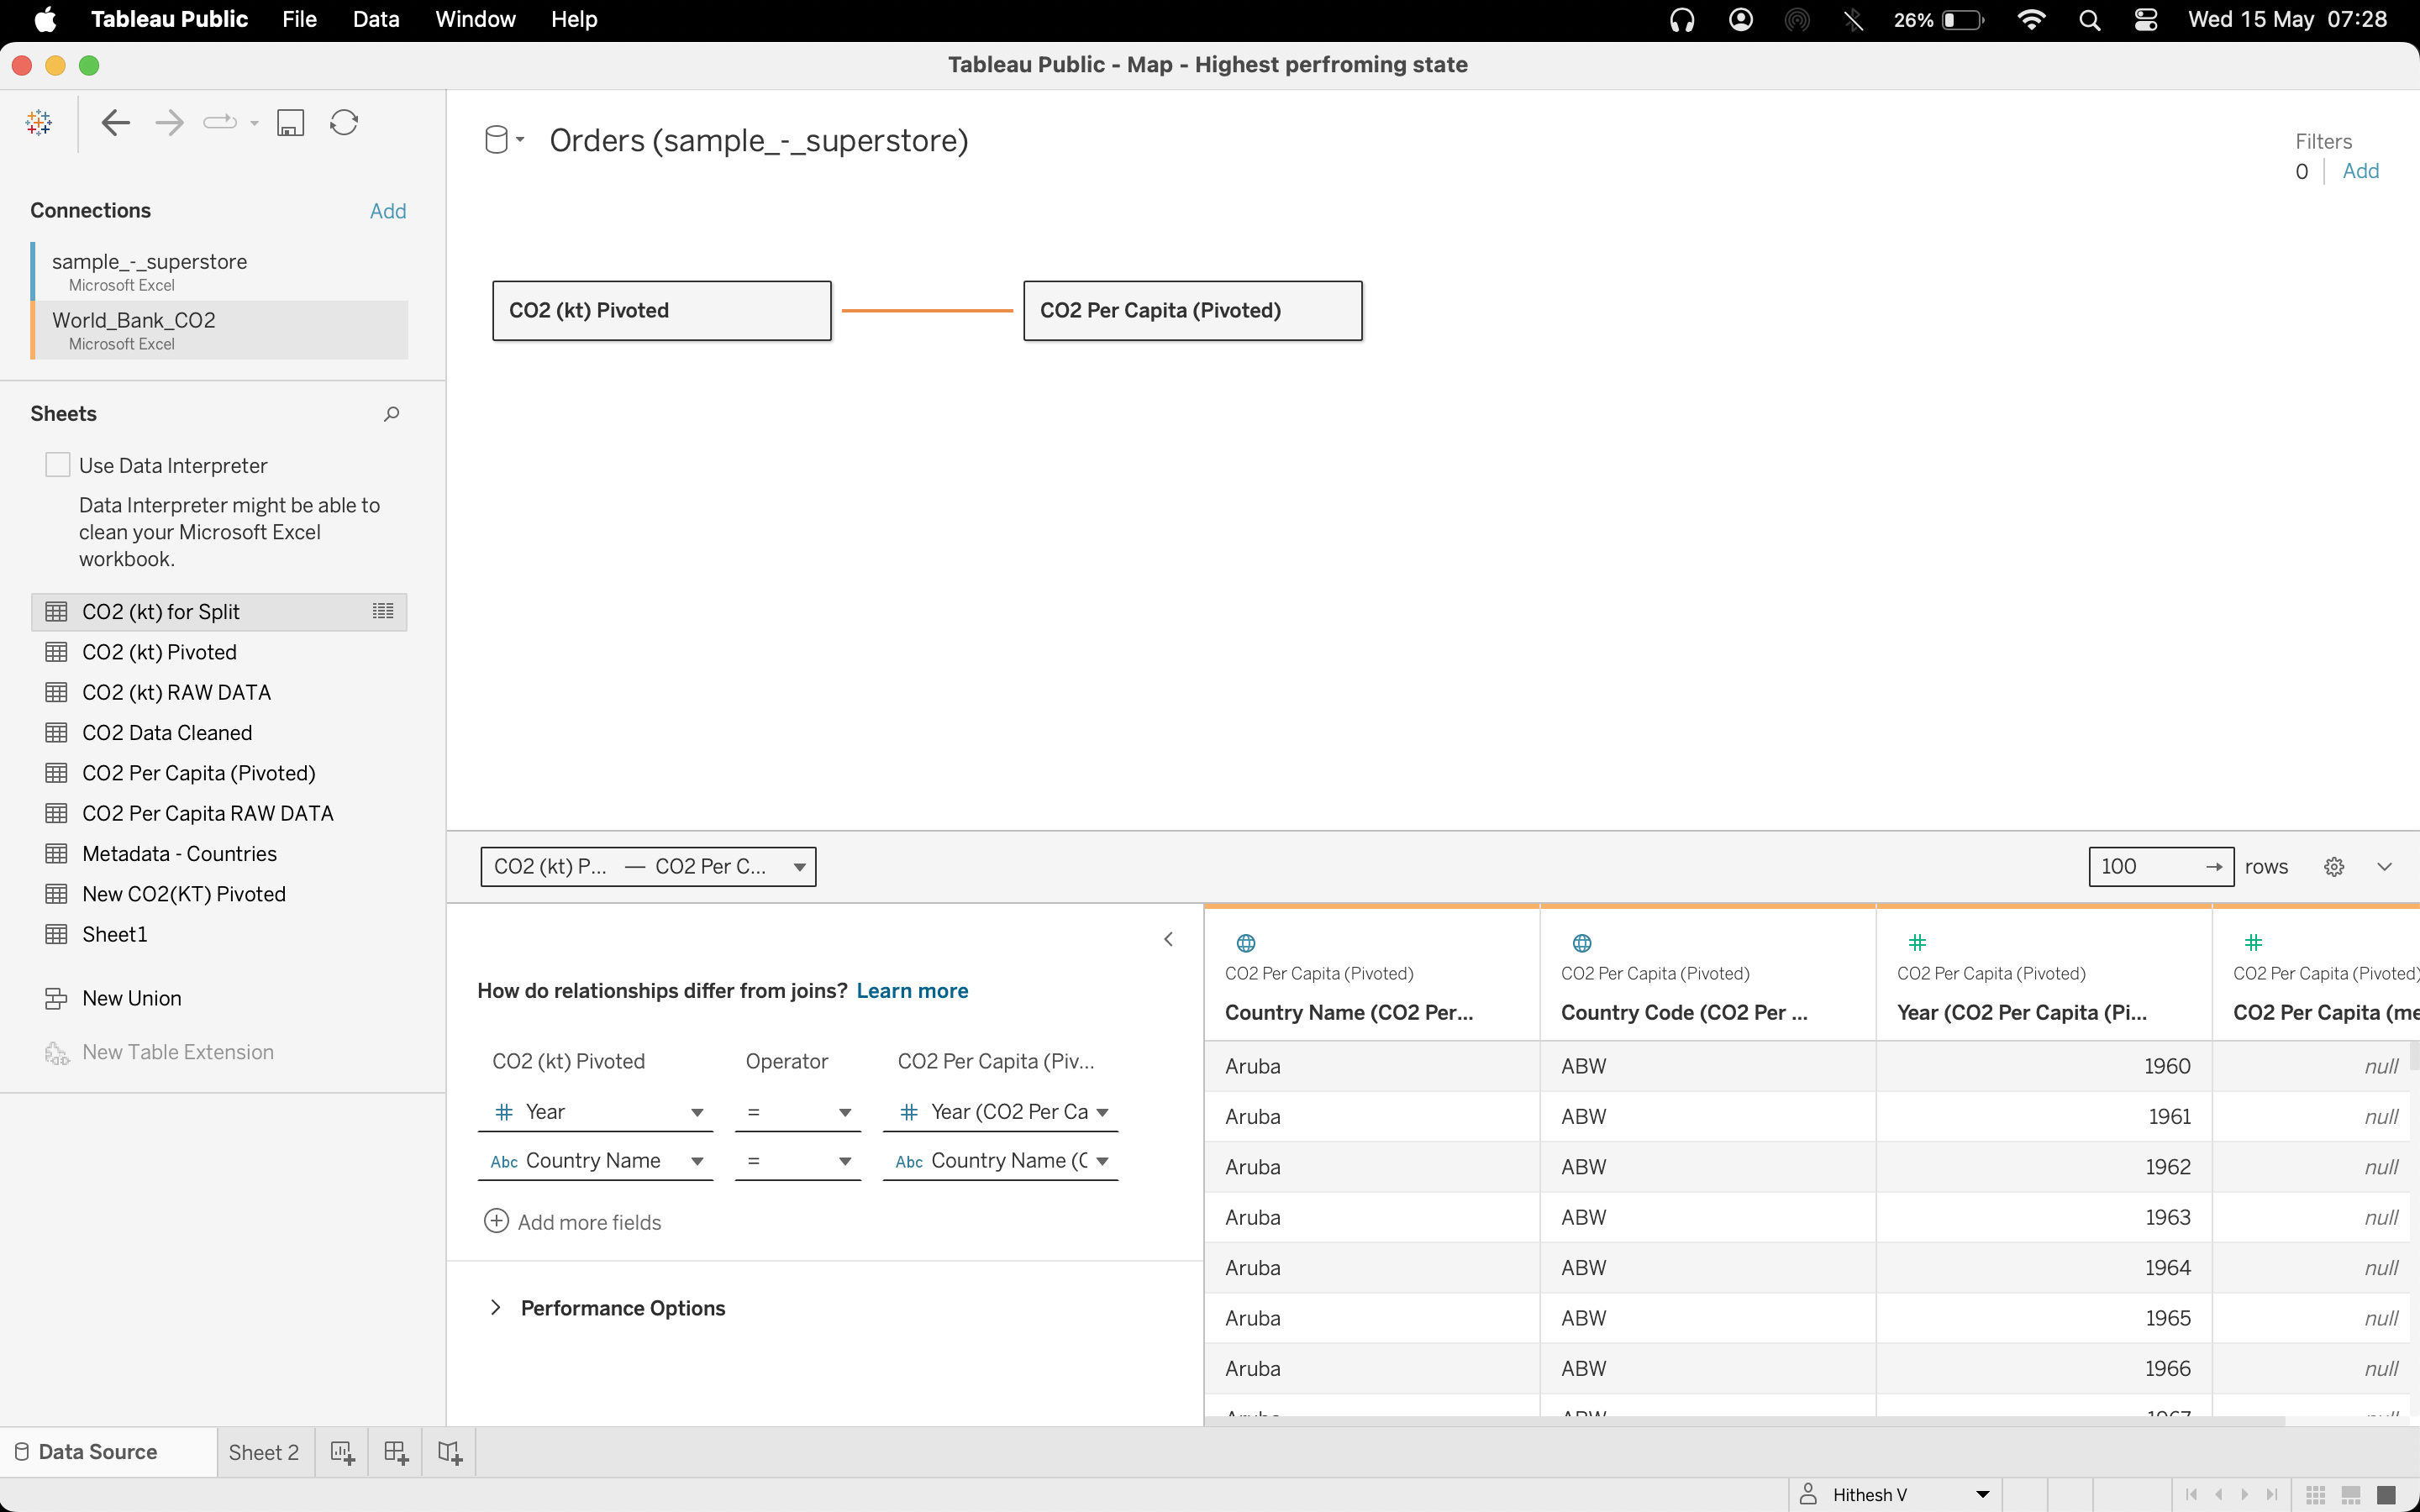 Tableau Public File Data Window Help 26% Wed 15 May 07:28
Tableau Public - Map - Highest perfroming state
Orders (sample_-_superstore)
Filters
0 Add
Connections Add
sample_-_superstore
Microsoft Excel
World_Bank_CO2
Microsoft Excel
CO2 (kt) Pivoted CO2 Per Capita (Pivoted)
Sheets
Use Data Interpreter
Data Interpreter might be able to
clean your Microsoft Excel
workbook.
CO2 (kt) for Split
CO2 (kt) Pivoted
CO2 (kt) RAW DATA
CO2 Data Cleaned
CO2 Per Capita (Pivoted)
CO2 Per Capita RAW DATA
Metadata - Countries
New CO2(KT) Pivoted
Sheet1
New Union
New Table Extension
CO2 (kt) P... — CO2 Per C... 100 rows
How do relationships differ from joins? Learn more
CO2 (kt) Pivoted Operator CO2 Per Capita (Piv...
# Year = # Year (CO2 Per Ca
Abc Country Name = Abc Country Name (C
Add more fields
Performance Options
CO2 Per Capita (Pivoted) CO2 Per Capita (Pivoted) CO2 Per Capita (Pivoted) CO2 Per Capita (Pivoted)
Country Name (CO2 Per... Country Code (CO2 Per ... Year (CO2 Per Capita (Pi... CO2 Per Capita (me
Aruba ABW 1960 null
Aruba ABW 1961 null
Aruba ABW 1962 null
Aruba ABW 1963 null
Aruba ABW 1964 null
Aruba ABW 1965 null
Aruba ABW 1966 null
Data Source Sheet 2
Hithesh V